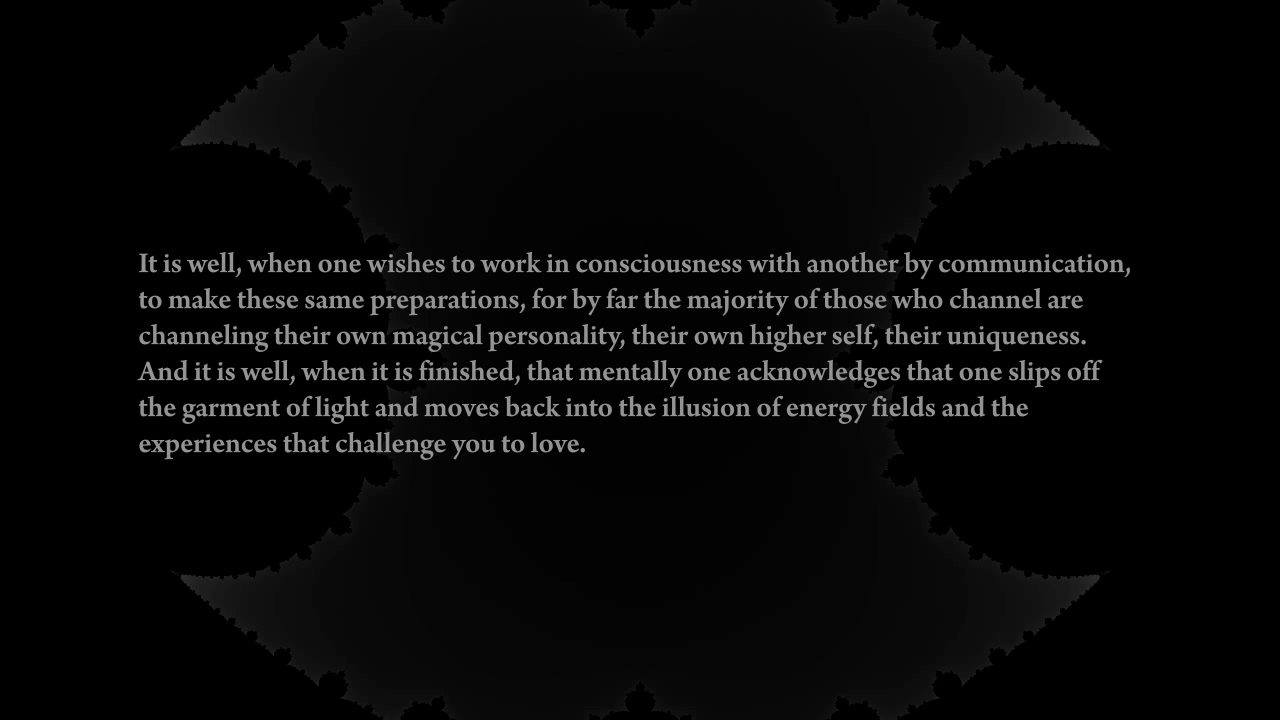 It is well, when one wishes to work in consciousness with another by communication,
to make these same preparations, for by far the majority of those who channel are
channeling their own magical personality, their own higher self, their uniqueness.
And it is well, when it is finished, that mentally one acknowledges that one slips off
the garment of light and moves back into the illusion of energy fields and the
experiences that challenge you to love.